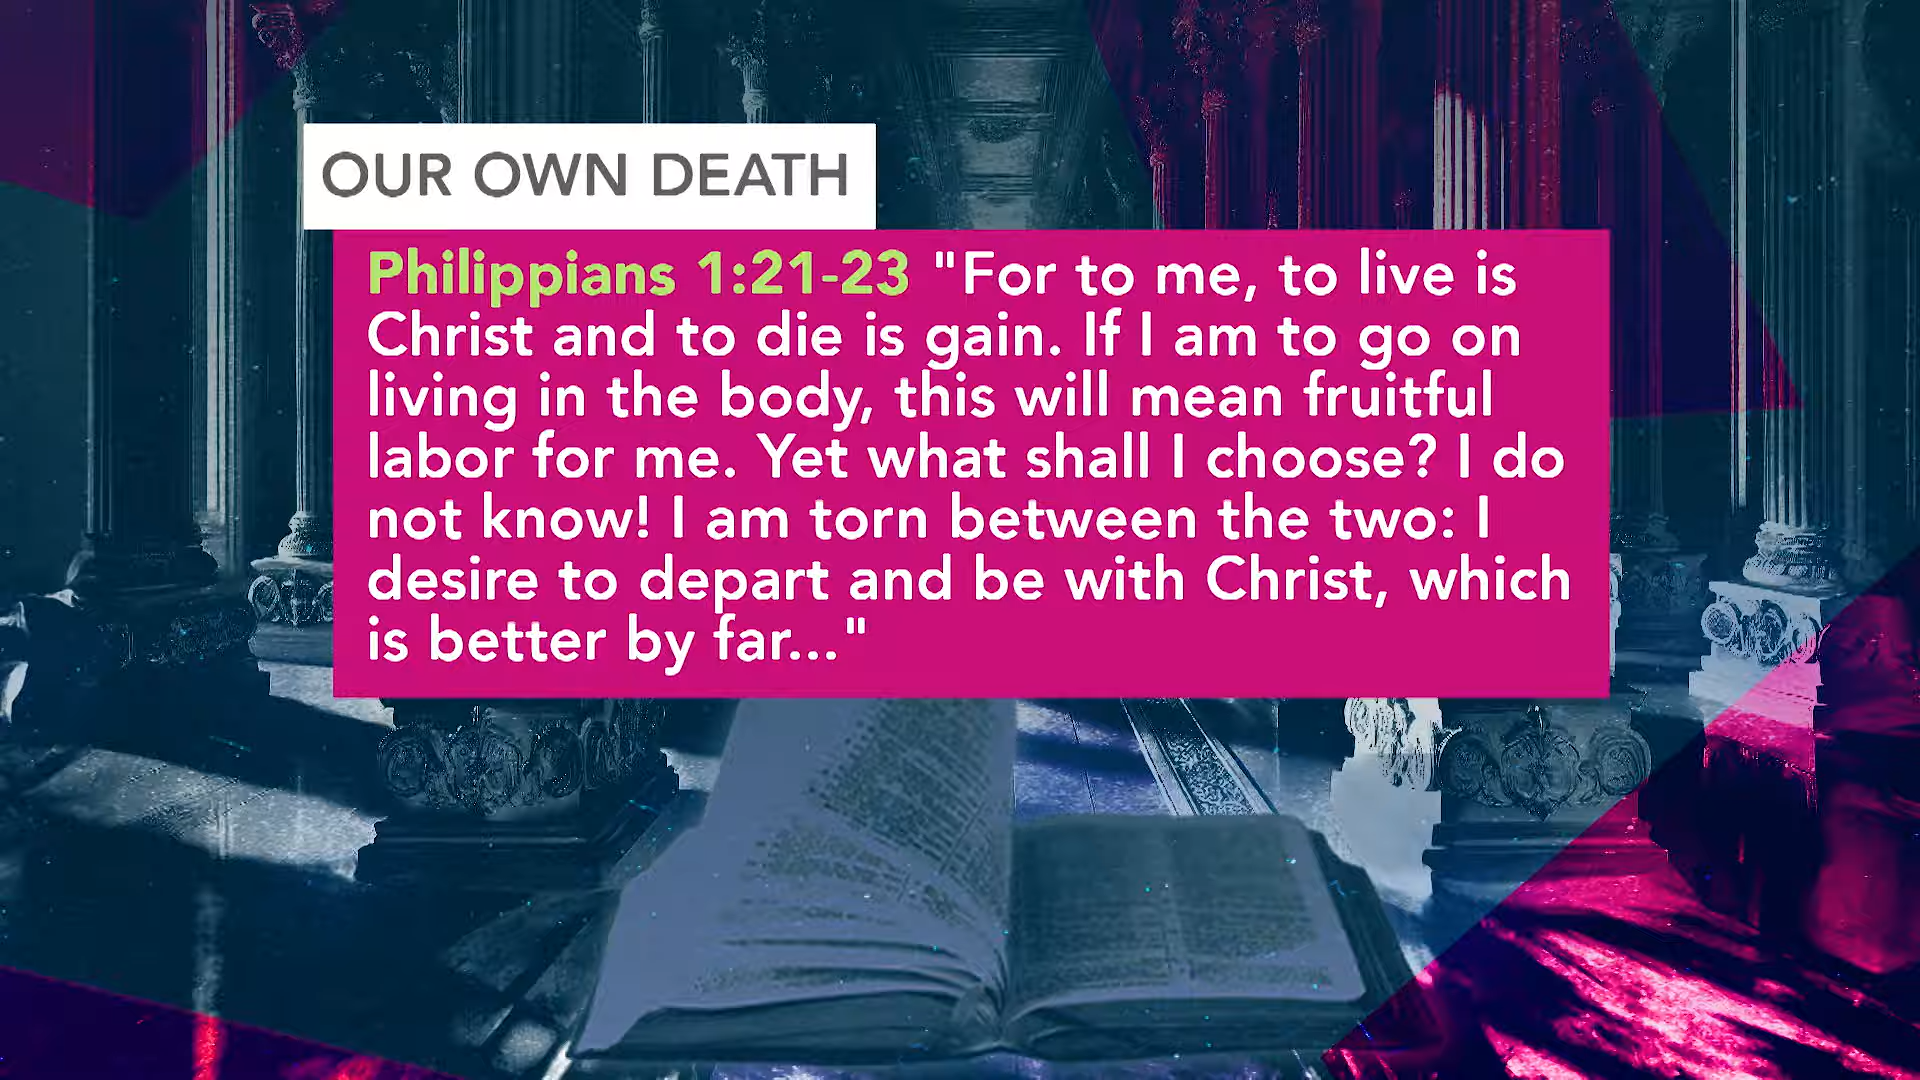 OUR OWN DEATH
Philippians 1:21-23 "For to me, to live is
Christ and to die is gain. If I am to go on
living in the body, this will mean fruitful
labor for me. Yet what shall I choose? I do
not know! I am torn between the two: I
desire to depart and be with Christ, which
is better by far..."